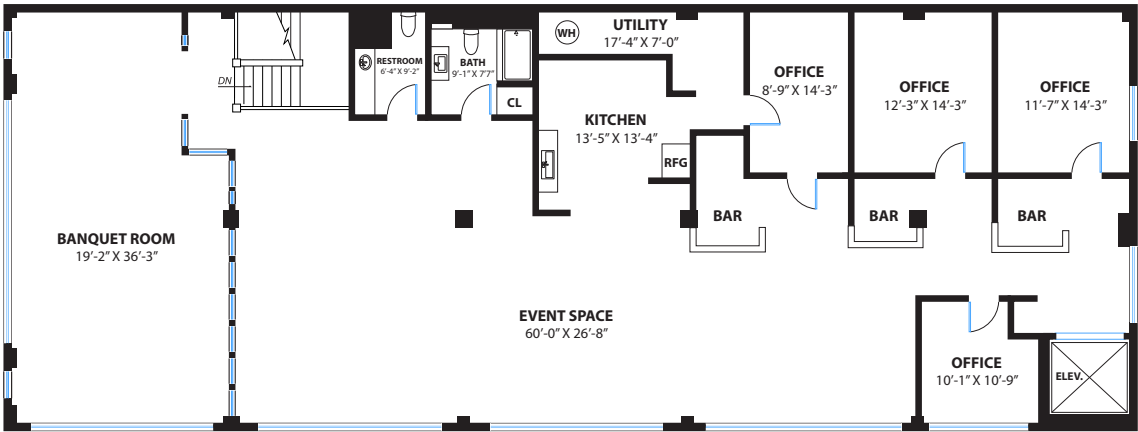 UTILITY
17'-4" X 7'-0"
WH
RESTROOM
6'-4" X 9'-2"
BATH
9'-1" X 7'7"
CL
DN
OFFICE
8'-9" X 14'-3"
OFFICE
12'-3" X 14'-3"
OFFICE
11'-7" X 14'-3"
KITCHEN
13'-5" X 13'-4"
RFG
BAR
BAR
BAR
BANQUET ROOM
19'-2" X 36'-3"
EVENT SPACE
60'-0" X 26'-8"
OFFICE
10'-1" X 10'-9"
ELEV.